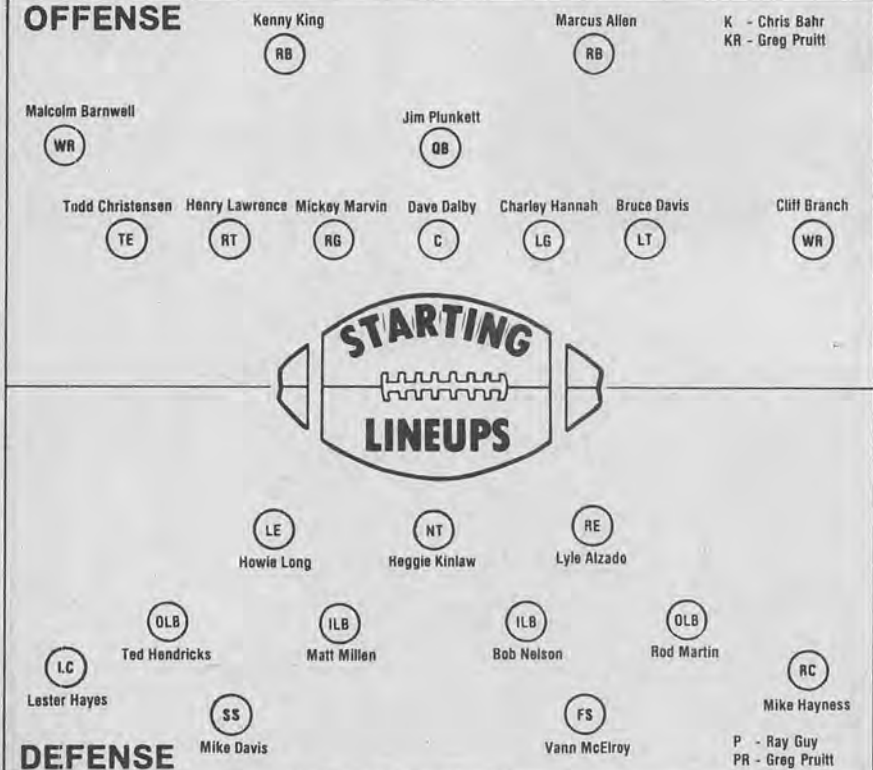 OFFENSE
Kenny King
Marcus Allen
K - Chris Bahr
KR - Greg Pruitt
RB
RB
Malcolm Barnwell
WR
Jim Plunkett
QB
Todd Christensen Henry Lawrence Mickey Marvin Dave Dalby Charley Hannah Bruce Davis Cliff Branch
TE RT RG C LG LT WR
STARTING
LINEUPS
LE NT RE
Howie Long Reggie Kinlaw Lyle Alzado
OLB ILB ILB OLB
Ted Hendricks Matt Millen Bob Nelson Rod Martin
LC RC
Lester Hayes Mike Hayness
SS FS
Mike Davis Vann McElroy
P - Ray Guy
PR - Greg Pruitt
DEFENSE